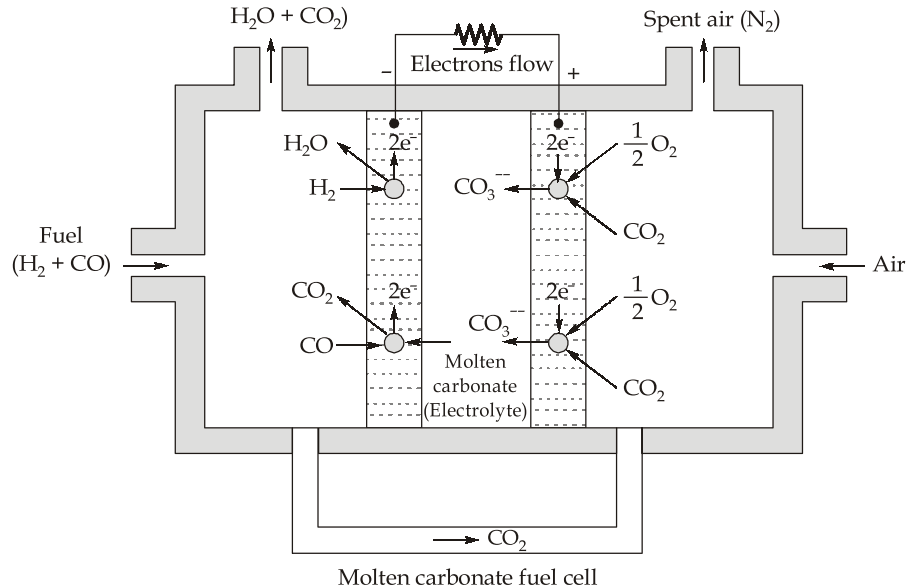 H₂O + CO₂)
Spent air (N₂)
Electrons flow
− +
H₂O 2e⁻ 2e⁻ 1/2 O₂
H₂ CO₃⁻⁻
CO₂
Fuel
(H₂ + CO)
Air
CO₂ 2e⁻ 2e⁻ 1/2 O₂
CO₃⁻⁻
CO
Molten
carbonate
(Electrolyte)
CO₂
CO₂
Molten carbonate fuel cell